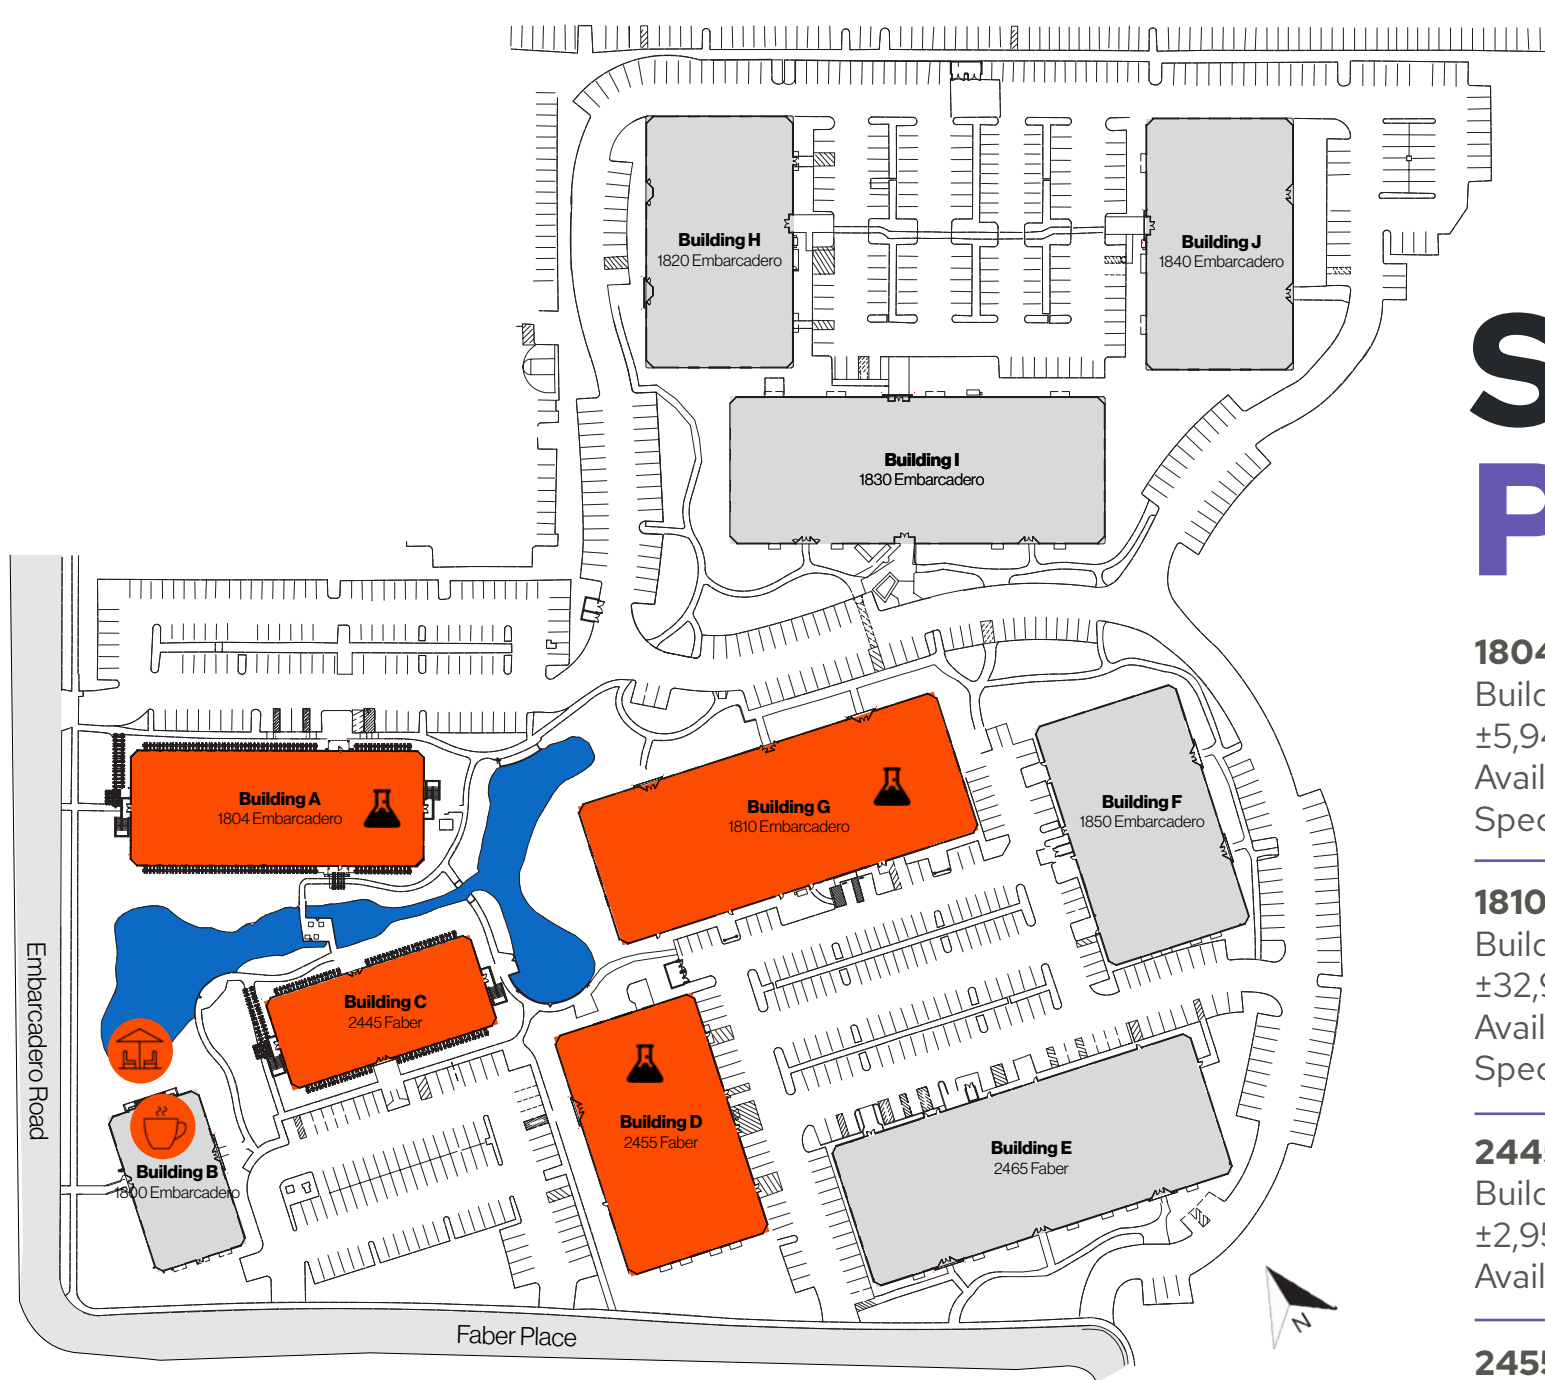 Building H
1820 Embarcadero
Building J
1840 Embarcadero
Building I
1830 Embarcadero
Building A
1804 Embarcadero
Building G
1810 Embarcadero
Building F
1850 Embarcadero
Building C
2445 Faber
Building D
2455 Faber
Building E
2465 Faber
Building B
1800 Embarcadero
Embarcadero Road
Faber Place
N
S
P
1804
Build
±5,94
Avail
Spec
1810
Build
±32,9
Avail
Spec
244
Build
±2,95
Avail
2455